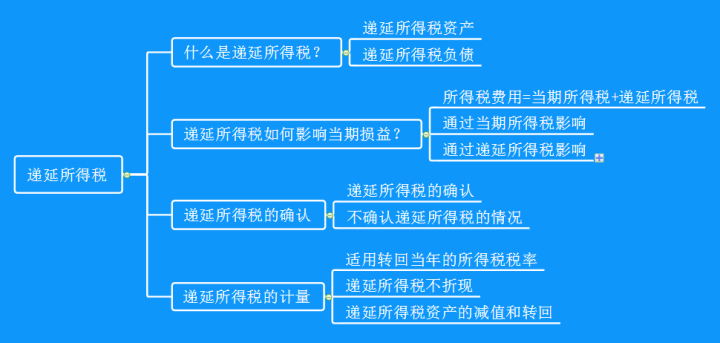 递延所得税
什么是递延所得税？
递延所得税资产
递延所得税负债
递延所得税如何影响当期损益？
所得税费用=当期所得税+递延所得税
通过当期所得税影响
通过递延所得税影响
递延所得税的确认
递延所得税的确认
不确认递延所得税的情况
递延所得税的计量
适用转回当年的所得税税率
递延所得税不折现
递延所得税资产的减值和转回